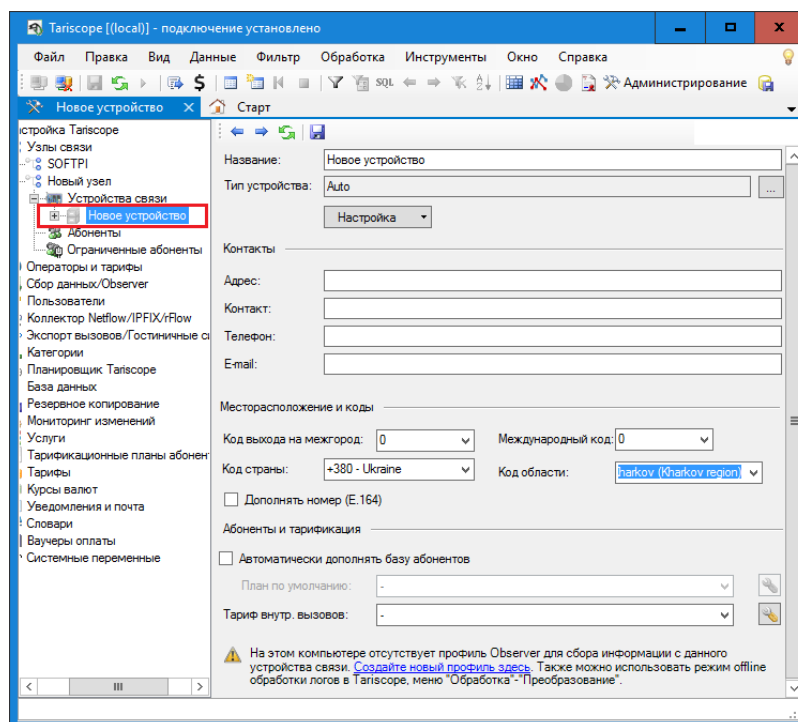 Tariscope [(local)] - подключение установлено
Файл Правка Вид Данные Фильтр Обработка Инструменты Окно Справка
$ SQL Администрирование
Новое устройство Старт
астройка Tariscope
Узлы связи
SOFTPI
Новый узел
Устройства связи
Новое устройство
Абоненты
Ограниченные абоненты
Операторы и тарифы
Сбор данных/Observer
Пользователи
Коллектор Netflow/IPFIX/rFlow
Экспорт вызовов/Гостиничные
Категории
Планировщик Tariscope
База данных
Резервное копирование
Мониторинг изменений
Услуги
Тарификационные планы абонен
Тарифы
Курсы валют
Уведомления и почта
Словари
Ваучеры оплаты
Системные переменные
Название: Новое устройство
Тип устройства: Auto ...
Настройка
Контакты
Адрес:
Контакт:
Телефон:
E-mail:
Месторасположение и коды
Код выхода на межгород: 0 Международный код: 0
Код страны: +380 - Ukraine Код области: harkov (Kharkov region)
Дополнять номер (E.164)
Абоненты и тарификация
Автоматически дополнять базу абонентов
План по умолчанию: -
Тариф внутр. вызовов: -
На этом компьютере отсутствует профиль Observer для сбора информации с данного
устройства связи. Создайте новый профиль здесь. Также можно использовать режим offline
обработки логов в Tariscope, меню "Обработка"-"Преобразование".